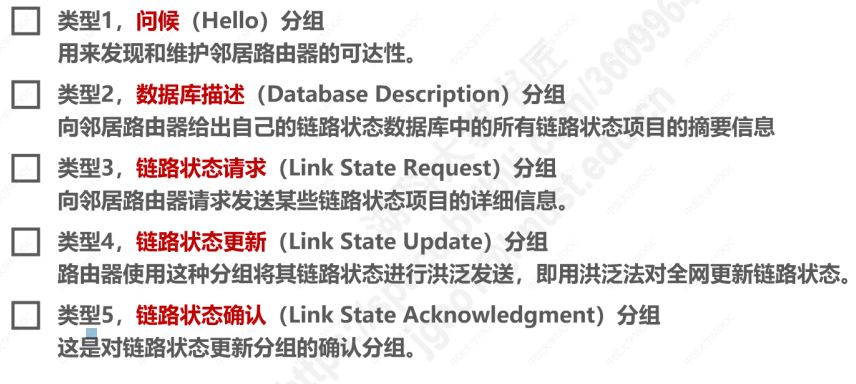 类型1，问候（Hello）分组
用来发现和维护邻居路由器的可达性。
类型2，数据库描述（Database Description）分组
向邻居路由器给出自己的链路状态数据库中的所有链路状态项目的摘要信息
类型3，链路状态请求（Link State Request）分组
向邻居路由器请求发送某些链路状态项目的详细信息。
类型4，链路状态更新（Link State Update）分组
路由器使用这种分组将其链路状态进行洪泛发送，即用洪泛法对全网更新链路状态。
类型5，链路状态确认（Link State Acknowledgment）分组
这是对链路状态更新分组的确认分组。